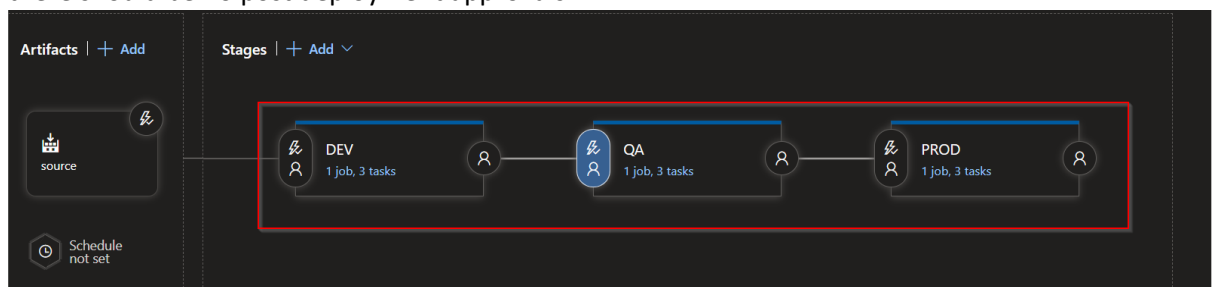 Artifacts | + Add
Stages | + Add
source
Schedule
not set
DEV
1 job, 3 tasks
QA
1 job, 3 tasks
PROD
1 job, 3 tasks